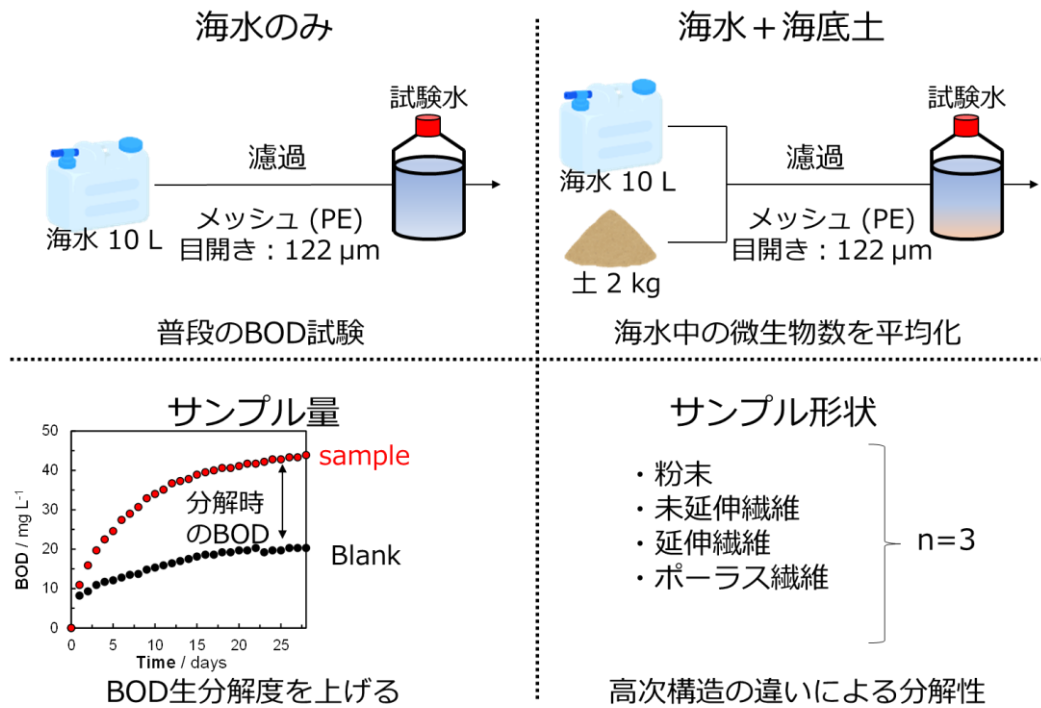 海水のみ
試験水
濾過
海水 10 L
メッシュ (PE)
目開き：122 μm
普段のBOD試験
海水＋海底土
試験水
濾過
海水 10 L
メッシュ (PE)
目開き：122 μm
土 2 kg
海水中の微生物数を平均化
サンプル量
50
40
30
20
10
0
BOD / mg L⁻¹
sample
分解時
のBOD
Blank
0 5 10 15 20 25
Time / days
BOD生分解度を上げる
サンプル形状
・粉末
・未延伸繊維
・延伸繊維
・ポーラス繊維
n=3
高次構造の違いによる分解性